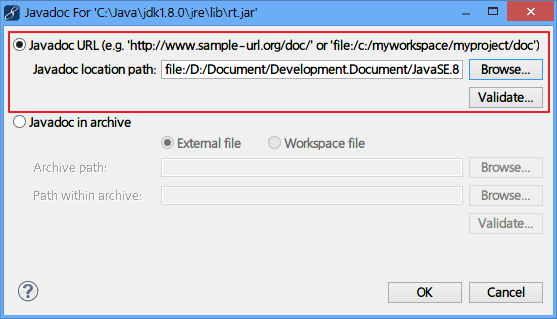 Javadoc For 'C:\Java\jdk1.8.0\jre\lib\rt.jar'
Javadoc URL (e.g. 'http://www.sample-url.org/doc/' or 'file:/c:/myworkspace/myproject/doc')
Javadoc location path: file:/D:/Document/Development.Document/JavaSE.8 Browse...
Validate...
Javadoc in archive
External file Workspace file
Archive path: Browse...
Path within archive: Browse...
Validate...
? OK Cancel